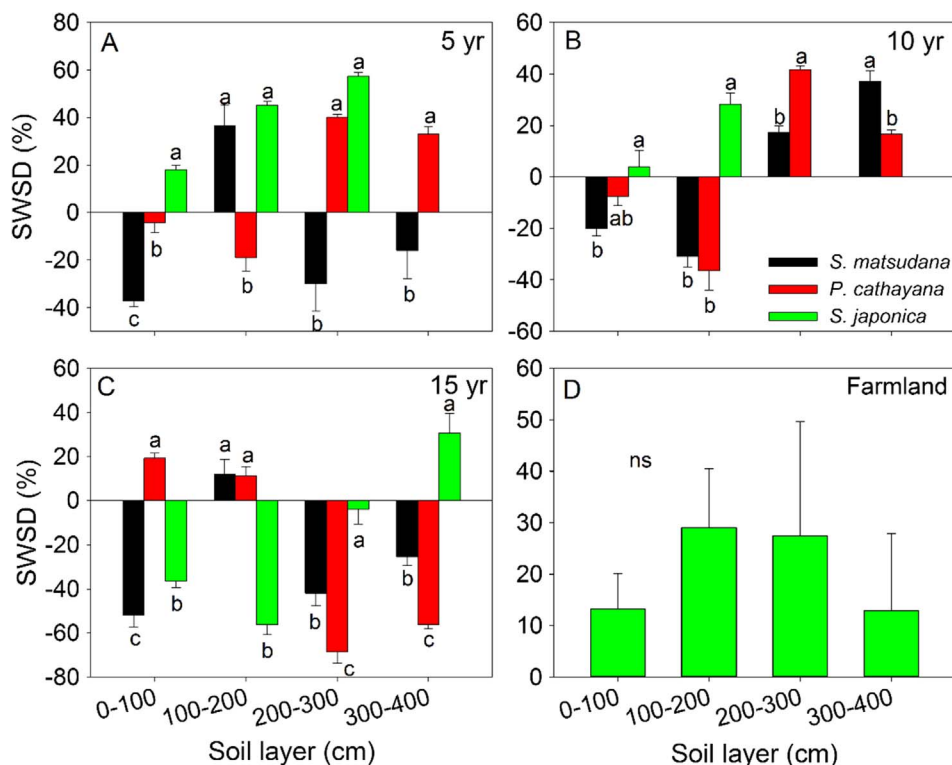 A
5 yr
SWSD (%)
80
60
40
20
0
-20
-40
a
a
a
a
a
a
a
b
b
b
b
c
B
10 yr
60
40
20
0
-20
-40
-60
a
a
a
a
b
b
b
ab
b
b
S. matsudana
P. cathayana
S. japonica
C
15 yr
SWSD (%)
60
40
20
0
-20
-40
-60
-80
a
a
a
a
a
b
b
b
b
c
c
c
0-100
100-200
200-300
300-400
Soil layer (cm)
D
Farmland
ns
60
50
40
30
20
10
0
0-100
100-200
200-300
300-400
Soil layer (cm)